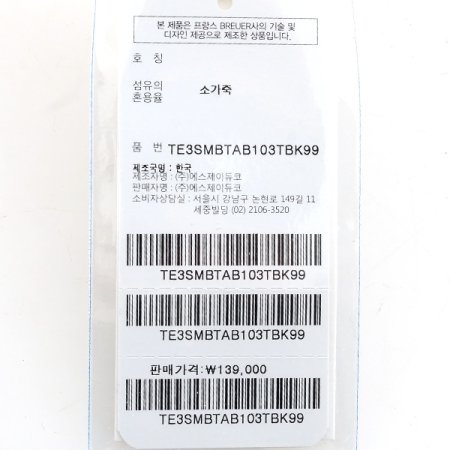 본 제품은 프랑스 BREUER사의 기술 및
디자인 제공으로 제조한 상품입니다.
호 칭
섬유의
혼용율 소가죽
품 번 TE3SMBTAB103TBK99
제조국명 : 한국
제조자명 : (주)에스제이듀코
판매자명 : (주)에스제이듀코
소비자상담실 : 서울시 강남구 논현로 149길 11
세중빌딩 (02) 2106-3520
TE3SMBTAB103TBK99
TE3SMBTAB103TBK99
판매가격:₩139,000
TE3SMBTAB103TBK99